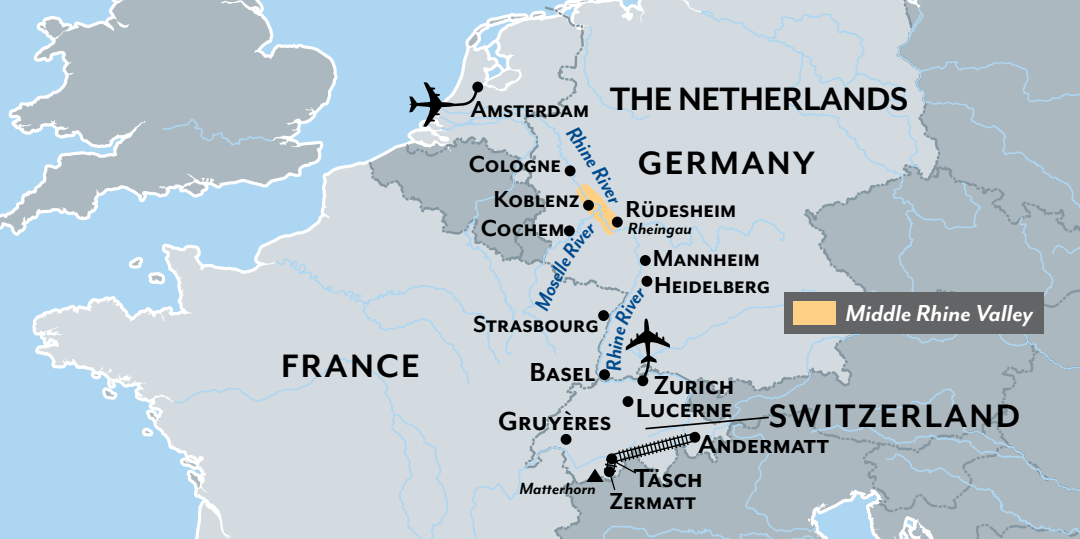 THE NETHERLANDS
AMSTERDAM
Rhine River
GERMANY
COLOGNE
KOBLENZ
RÜDESHEIM
Rheingau
COCHEM
Moselle River
MANNHEIM
HEIDELBERG
Middle Rhine Valley
STRASBOURG
Rhine River
FRANCE
BASEL
ZURICH
LUCERNE
SWITZERLAND
GRUYÈRES
ANDERMATT
TÄSCH
Matterhorn
ZERMATT